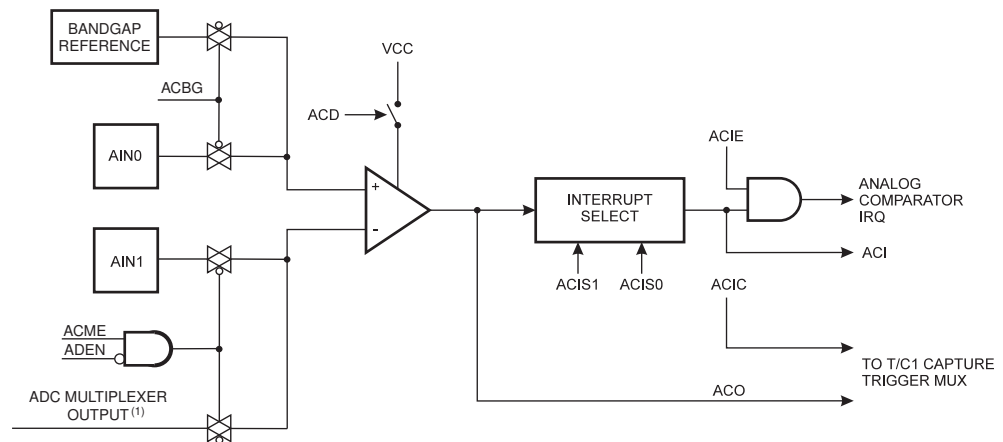 BANDGAP
REFERENCE
VCC
ACBG
ACD
AIN0
ACIE
+
-
INTERRUPT
SELECT
ANALOG
COMPARATOR
IRQ
AIN1
ACI
ACIS1
ACIS0
ACIC
ACME
ADEN
TO T/C1 CAPTURE
TRIGGER MUX
ADC MULTIPLEXER
OUTPUT (1)
ACO